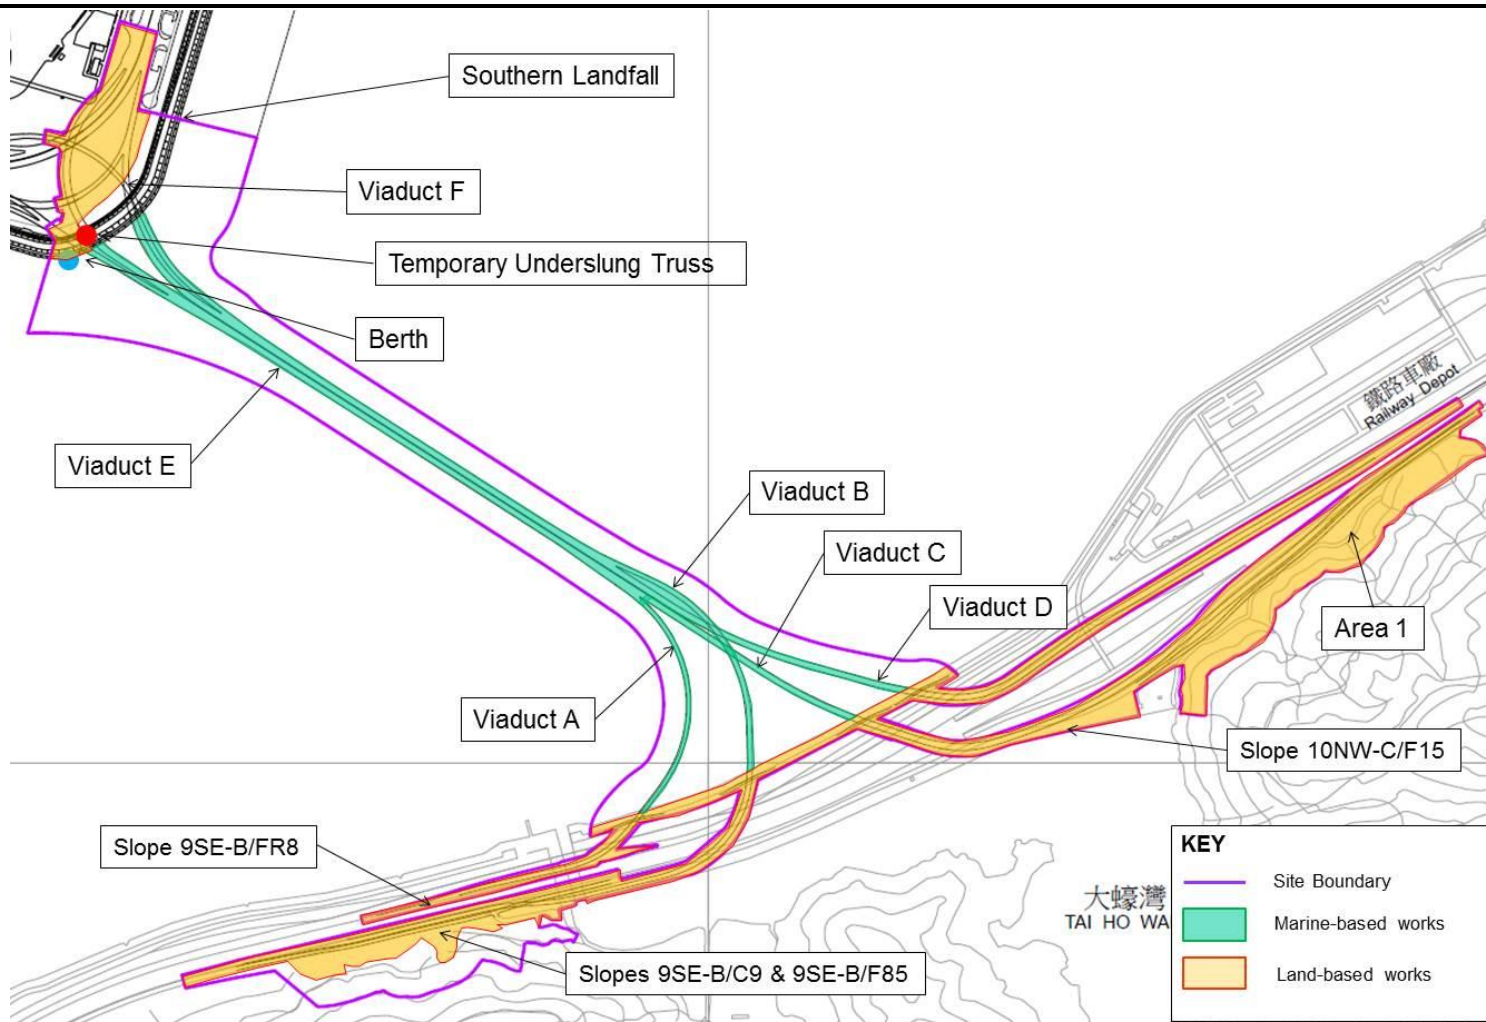 Southern Landfall
Viaduct F
Temporary Underslung Truss
Berth
鐵路車廠
Railway Depot
Viaduct E
Viaduct B
Viaduct C
Viaduct D
Area 1
Viaduct A
Slope 10NW-C/F15
Slope 9SE-B/FR8
大蠔灣
TAI HO WA
Slopes 9SE-B/C9 & 9SE-B/F85
KEY
Site Boundary
Marine-based works
Land-based works